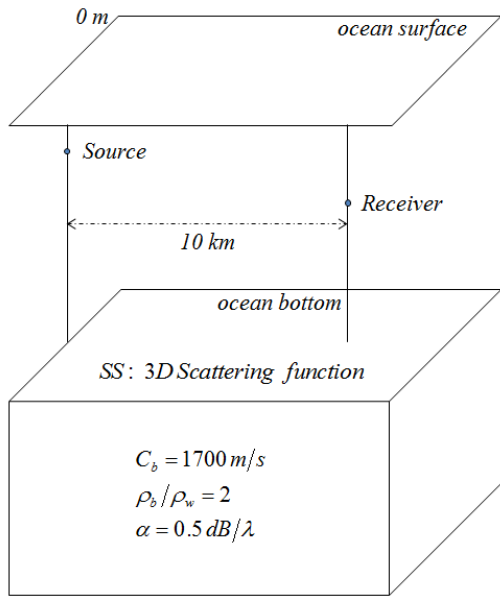 0 m
ocean surface
Source
Receiver
10 km
ocean bottom
SS: 3D Scattering function
C_b = 1700 m/s
ρ_b/ρ_w = 2
α = 0.5 dB/λ